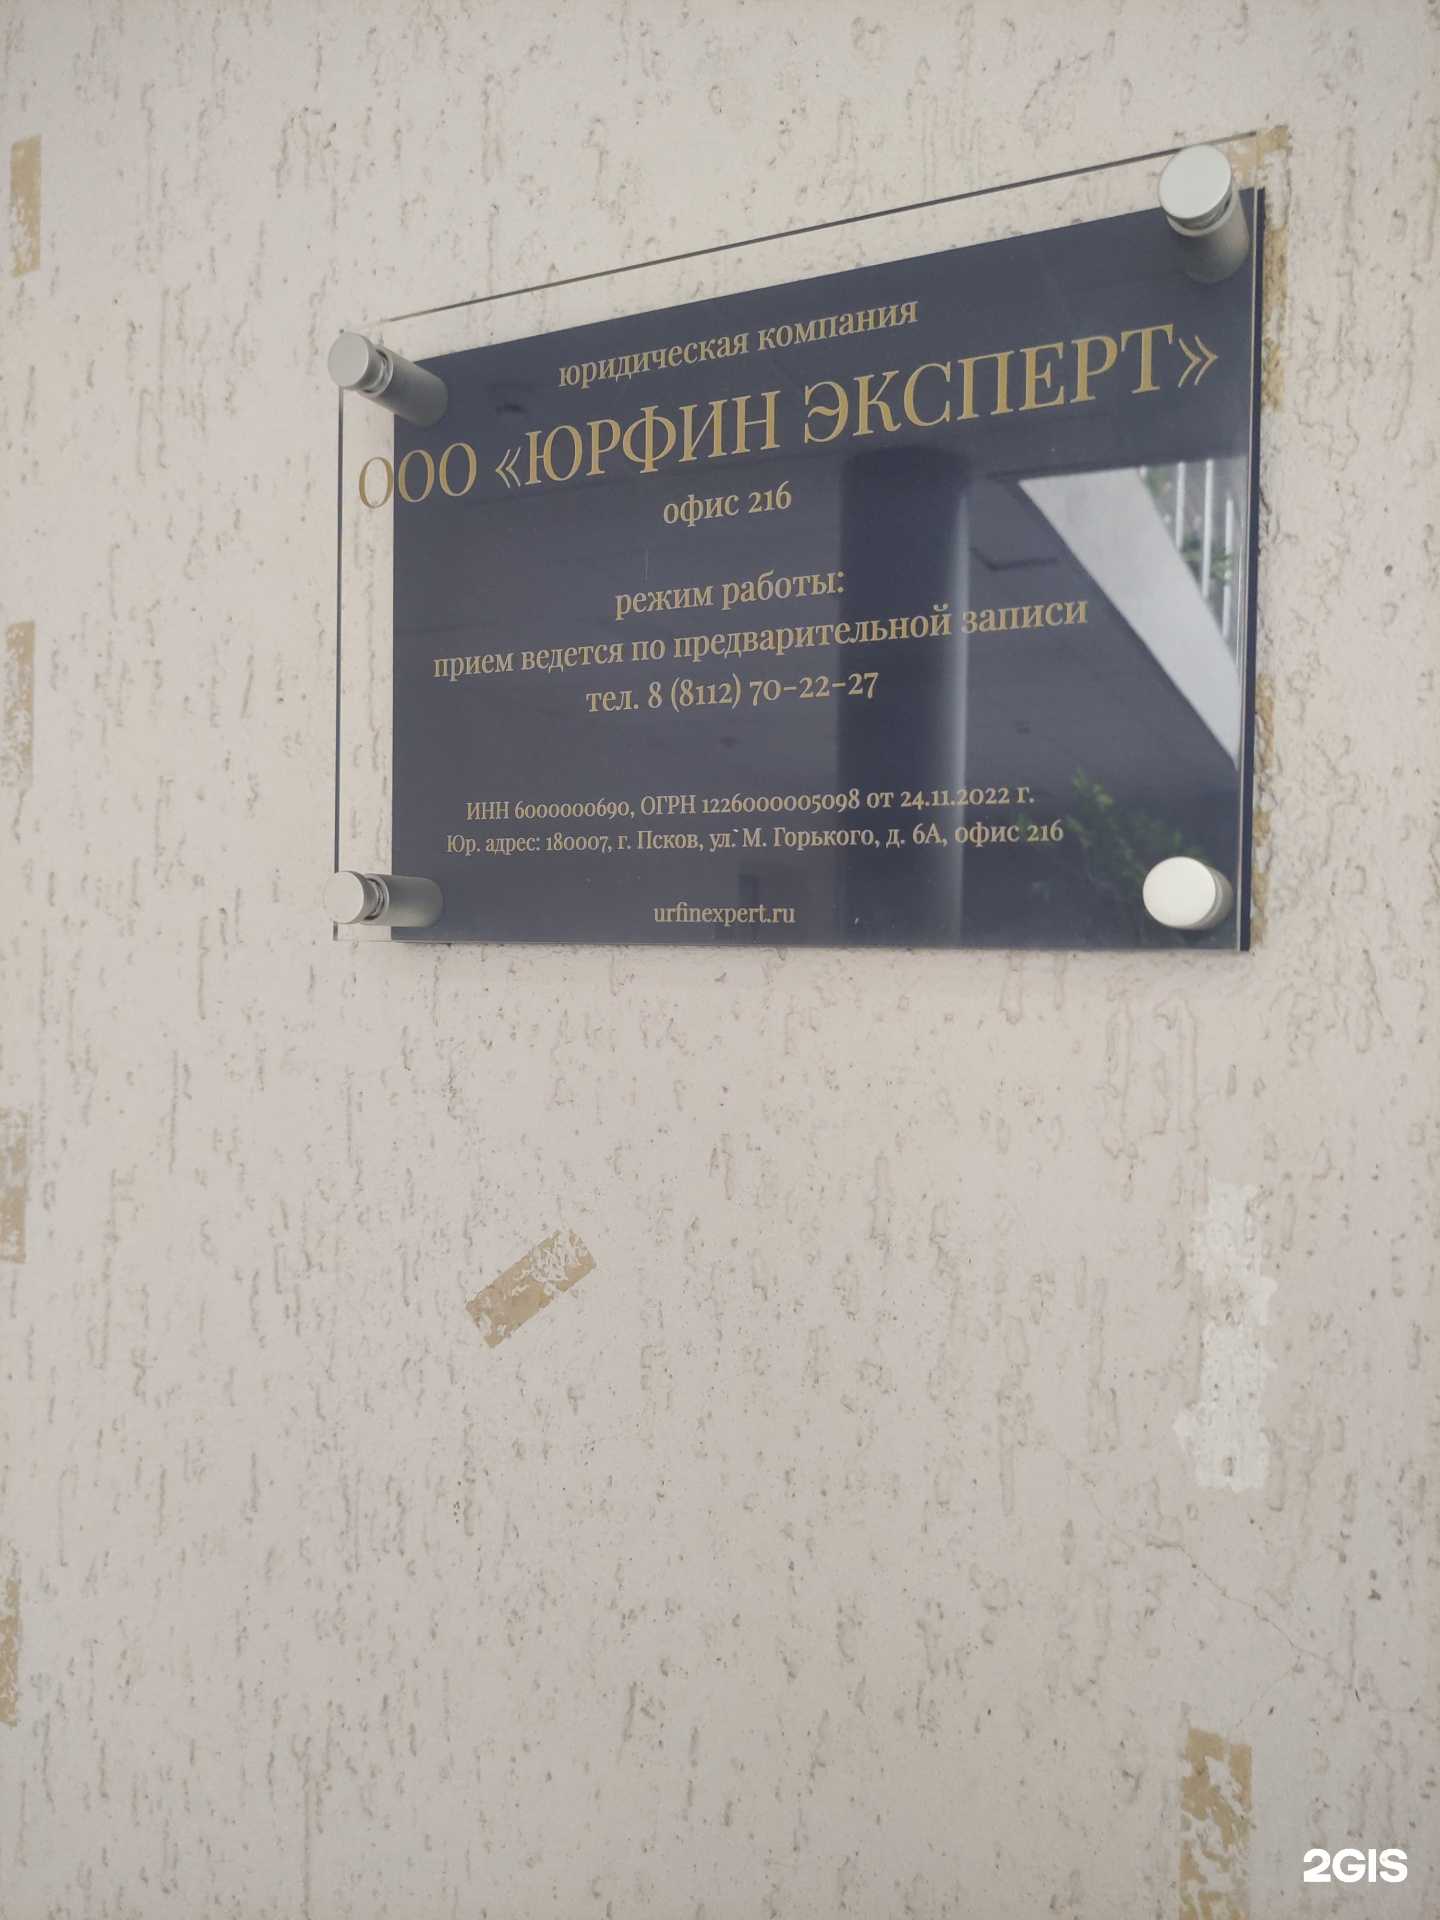 юридическая компания
ООО «ЮРФИН ЭКСПЕРТ»
офис 216
режим работы:
прием ведется по предварительной записи
тел. 8 (8112) 70-22-27
ИНН 6000000690, ОГРН 1226000005098 от 24.11.2022 г.
Юр. адрес: 180007, г. Псков, ул. М. Горького, д. 6А, офис 216
urfinexpert.ru
2GIS